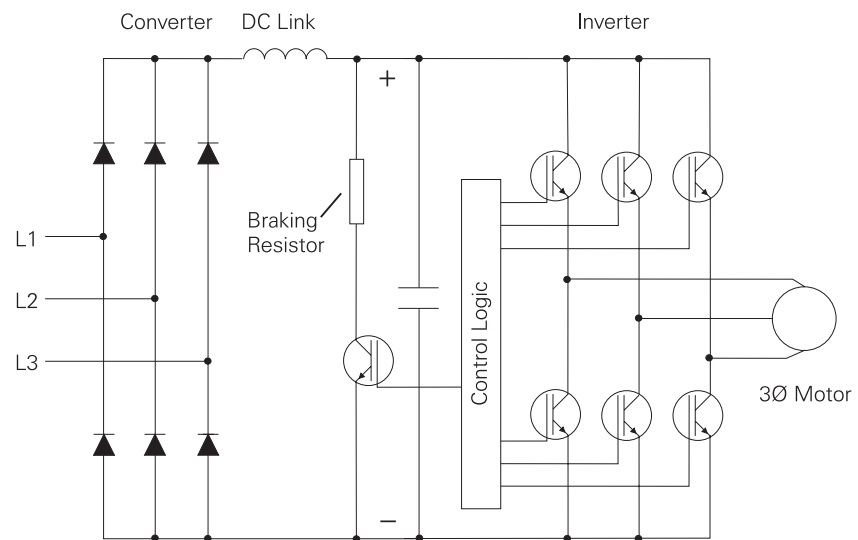 Converter
DC Link
Inverter
+
Braking
Resistor
L1
L2
L3
Control Logic
3Ø Motor
−